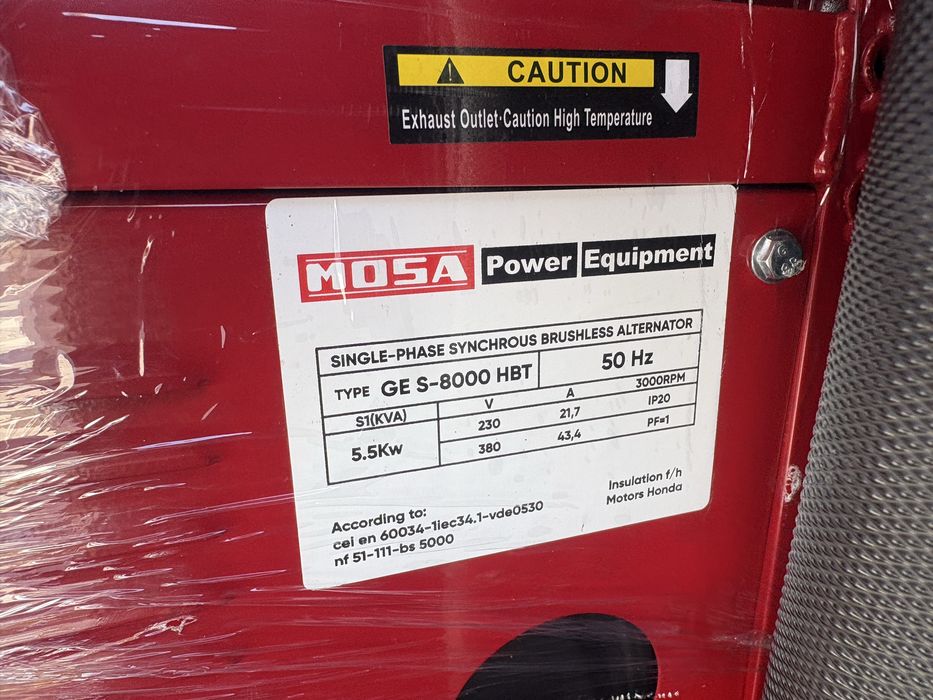 CAUTION
Exhaust Outlet·Caution High Temperature
MOSA Power Equipment
SINGLE-PHASE SYNCHROUS BRUSHLESS ALTERNATOR
TYPE GE S-8000 HBT 50 Hz
S1(KVA) V A 3000RPM
5.5Kw 230 21,7 IP20
380 43,4 PF=1
Insulation f/h
Motors Honda
According to:
cei en 60034-1iec34.1-vde0530
nf 51-111-bs 5000